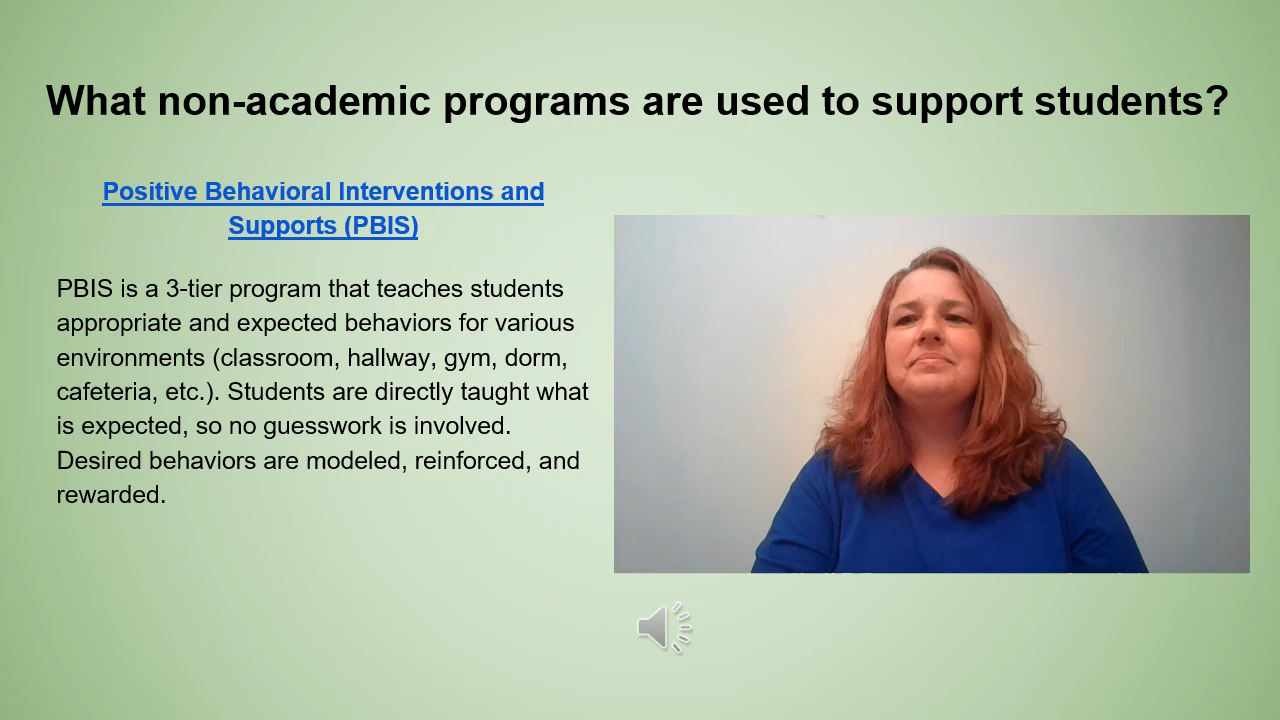 What non-academic programs are used to support students?
Positive Behavioral Interventions and
Supports (PBIS)
PBIS is a 3-tier program that teaches students
appropriate and expected behaviors for various
environments (classroom, hallway, gym, dorm,
cafeteria, etc.). Students are directly taught what
is expected, so no guesswork is involved.
Desired behaviors are modeled, reinforced, and
rewarded.